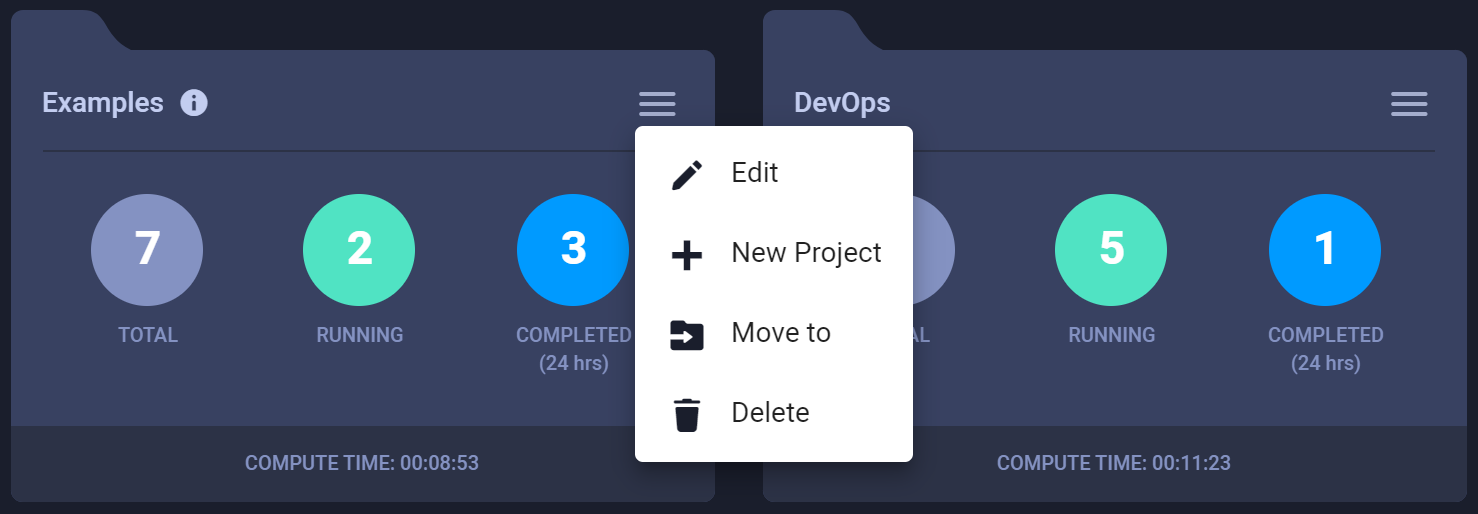 Examples
7
TOTAL
2
RUNNING
3
COMPLETED
(24 hrs)
COMPUTE TIME: 00:08:53
Edit
New Project
Move to
Delete
DevOps
AL
5
RUNNING
1
COMPLETED
(24 hrs)
COMPUTE TIME: 00:11:23